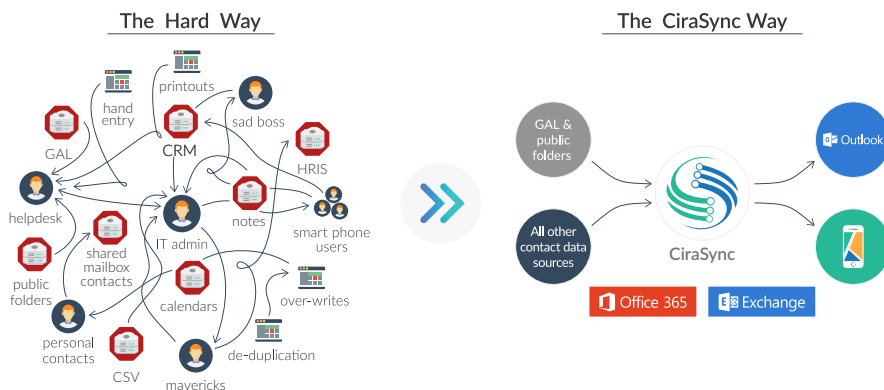 The Hard Way
The CiraSync Way
printouts
hand
entry
sad boss
GAL
CRM
HRIS
helpdesk
IT admin
notes
smart phone
users
shared
mailbox
contacts
public
folders
calendars
over-writes
personal
contacts
CSV
mavericks
de-duplication
GAL &
public
folders
All other
contact data
sources
CiraSync
Outlook
Office 365
Exchange